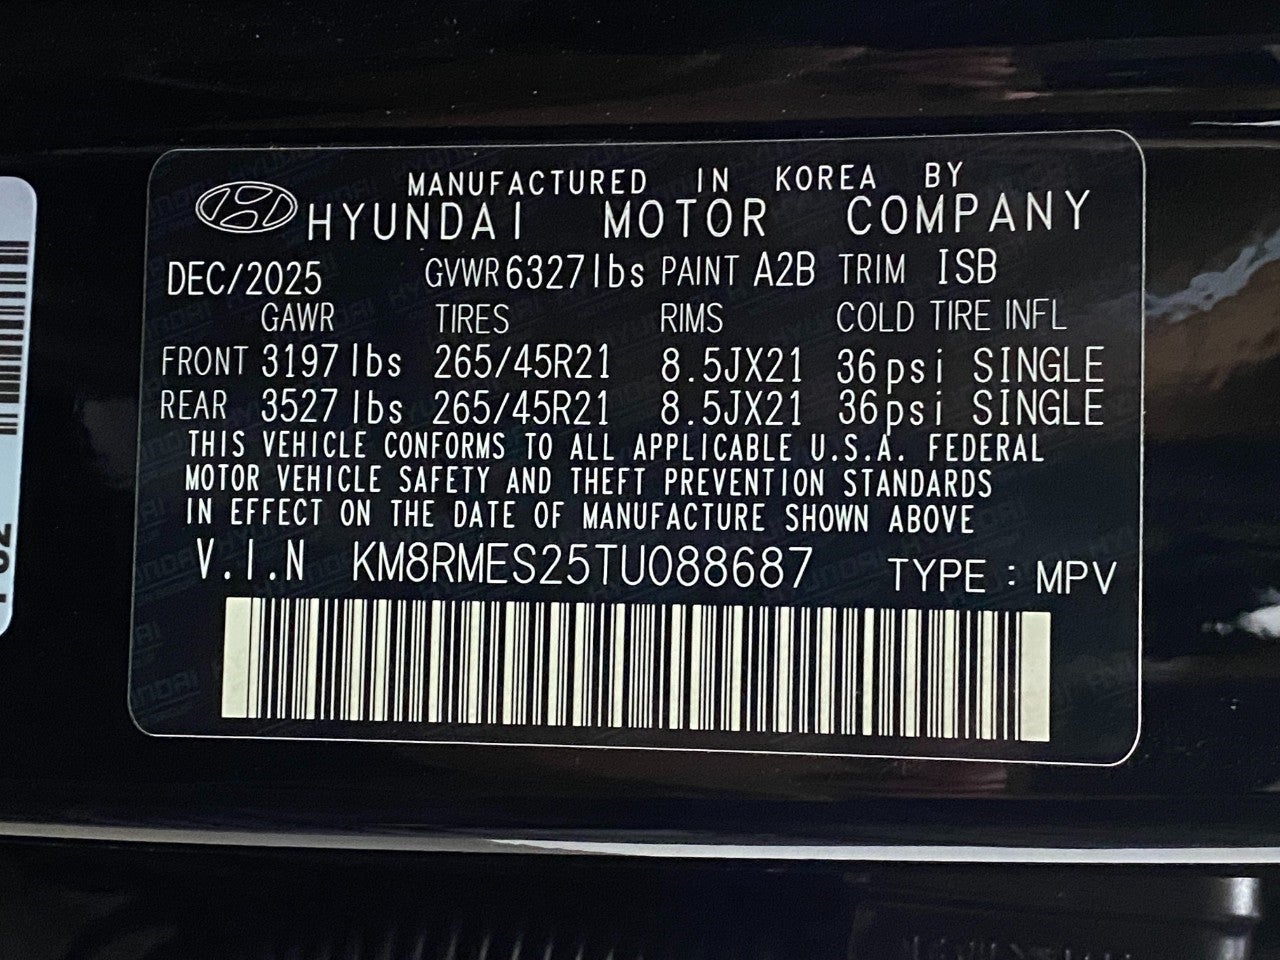 MANUFACTURED IN KOREA BY
HYUNDAI MOTOR COMPANY
DEC/2025 GVWR 6327lbs PAINT A2B TRIM ISB
GAWR TIRES RIMS COLD TIRE INFL
FRONT 3197lbs 265/45R21 8.5JX21 36psi SINGLE
REAR 3527lbs 265/45R21 8.5JX21 36psi SINGLE
THIS VEHICLE CONFORMS TO ALL APPLICABLE U.S.A. FEDERAL
MOTOR VEHICLE SAFETY AND THEFT PREVENTION STANDARDS
IN EFFECT ON THE DATE OF MANUFACTURE SHOWN ABOVE
V.I.N KM8RMES25TU088687 TYPE : MPV